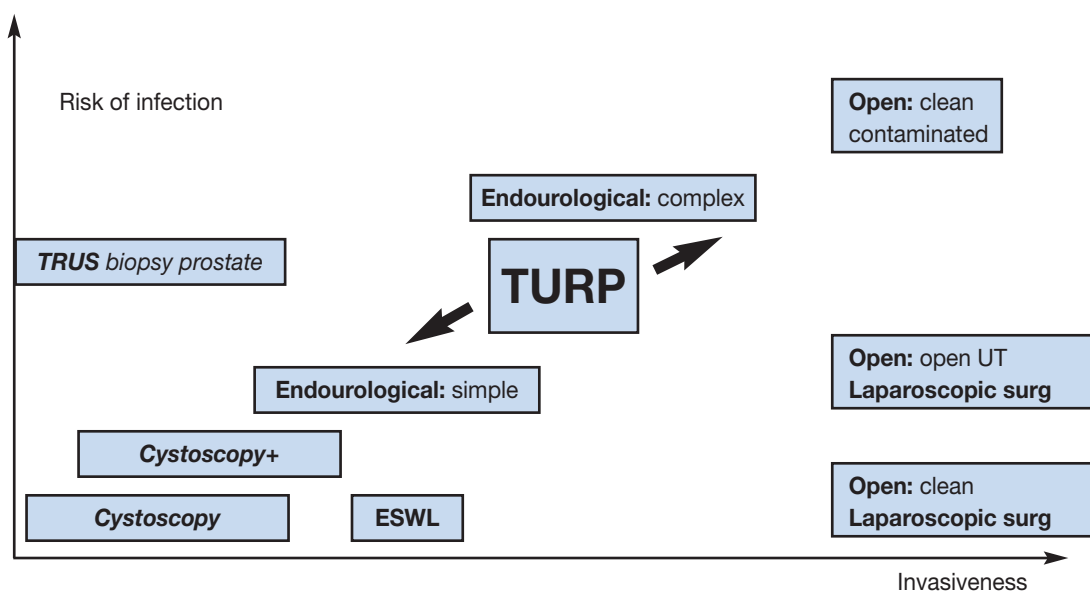 Risk of infection
Open: clean
contaminated
Endourological: complex
TRUS biopsy prostate
TURP
Open: open UT
Laparoscopic surg
Endourological: simple
Cystoscopy+
Open: clean
Laparoscopic surg
Cystoscopy
ESWL
Invasiveness